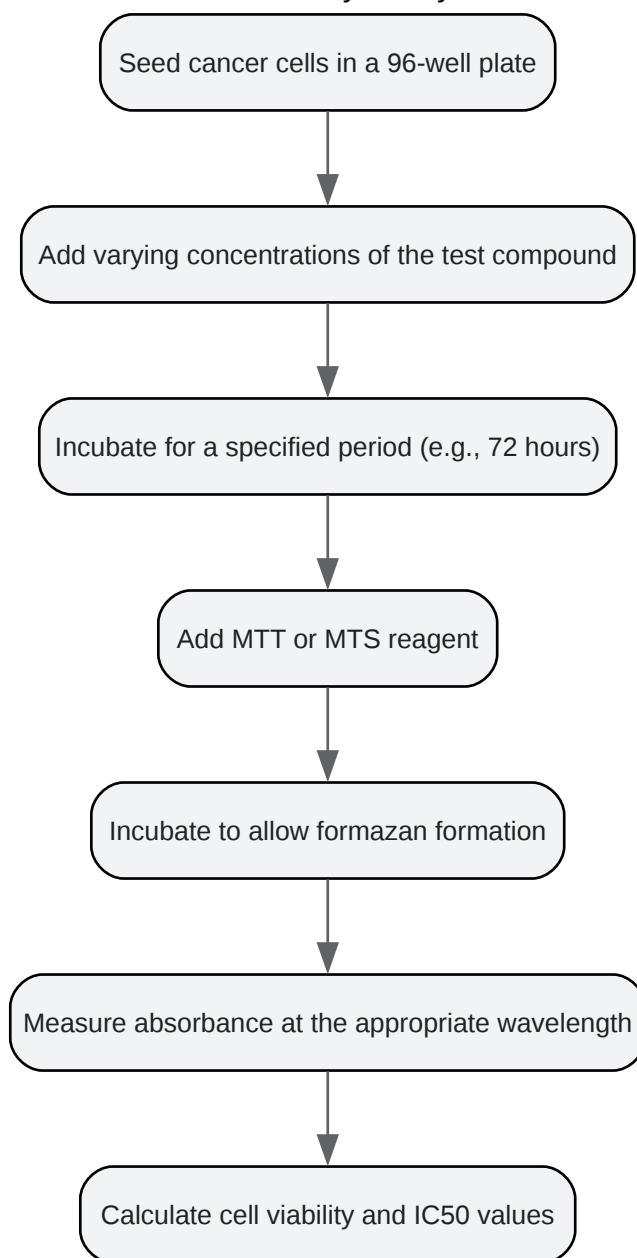 Seed cancer cells in a 96-well plate
Add varying concentrations of the test compound
Incubate for a specified period (e.g., 72 hours)
Add MTT or MTS reagent
Incubate to allow formazan formation
Measure absorbance at the appropriate wavelength
Calculate cell viability and IC50 values